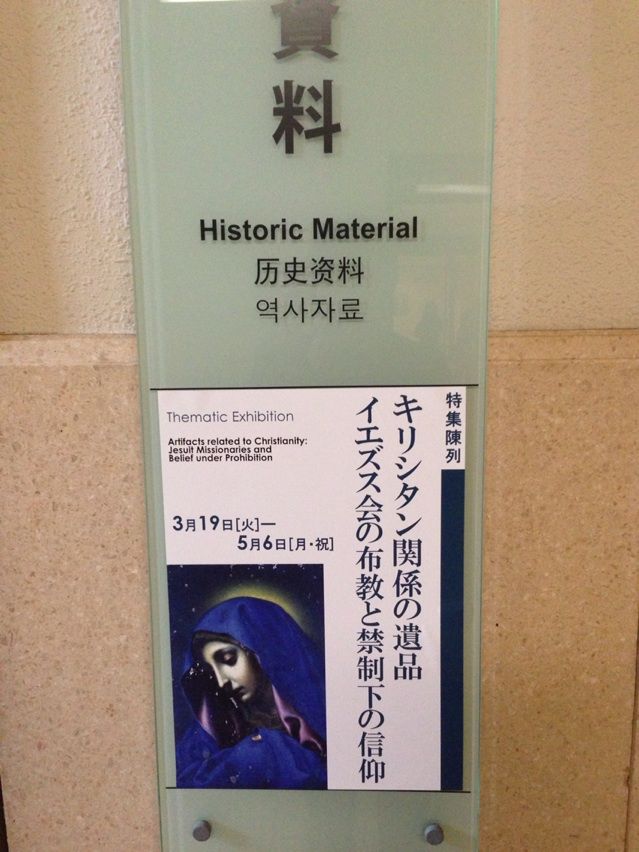 資料
Historic Material
历史资料
역사자료
Thematic Exhibition
Artifacts related to Christianity:
Jesuit Missionaries and
Belief under Prohibition
3月19日[火]—
5月6日[月・祝]
特集陳列
キリシタン関係の遺品
イエズス会の布教と禁制下の信仰